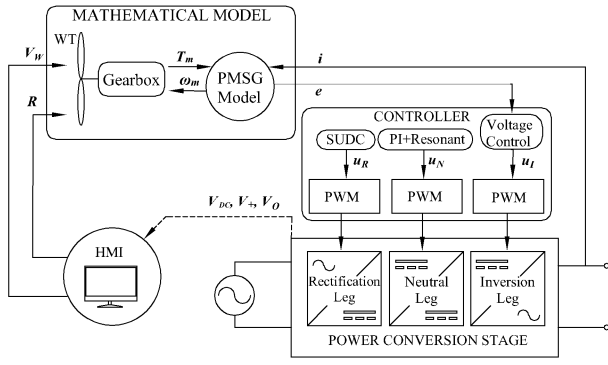 MATHEMATICAL MODEL
WT
V_W
R
Gearbox
T_m
ω_m
PMSG
Model
i
e
CONTROLLER
SUDC
PI+Resonant
Voltage
Control
u_R
u_N
u_I
PWM
PWM
PWM
V_DC, V_+, V_O
HMI
Rectification
Leg
Neutral
Leg
Inversion
Leg
POWER CONVERSION STAGE